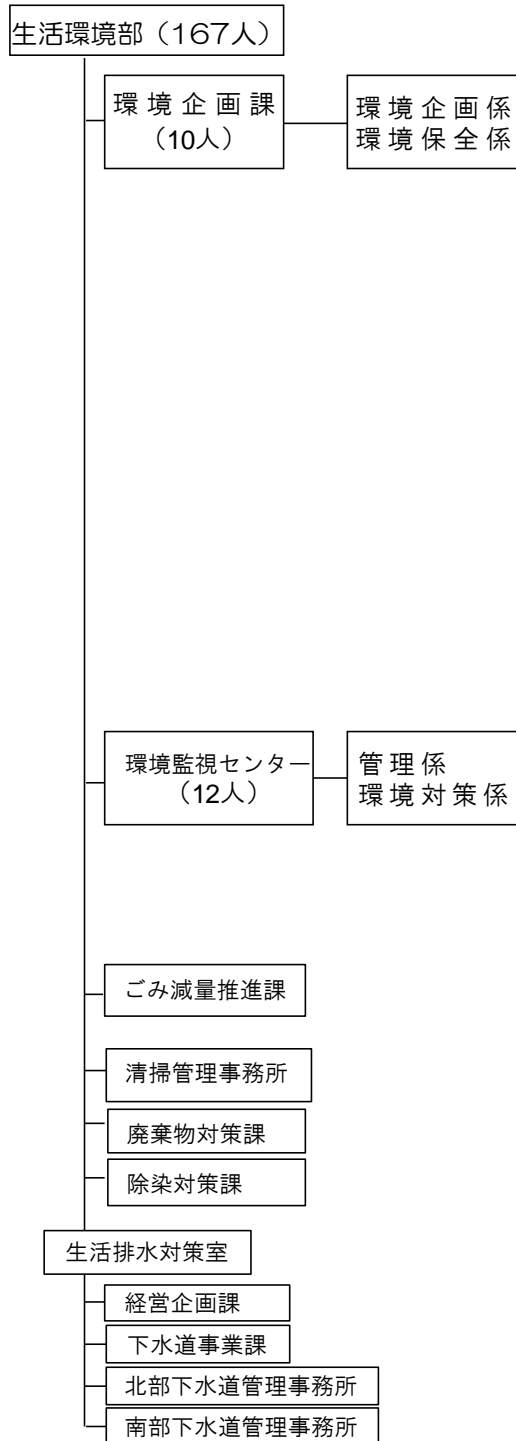 生活環境部（167人）
環境企画課
（10人）
環境企画係
環境保全係
環境監視センター
（12人）
管理係
環境対策係
ごみ減量推進課
清掃管理事務所
廃棄物対策課
除染対策課
生活排水対策室
経営企画課
下水道事業課
北部下水道管理事務所
南部下水道管理事務所